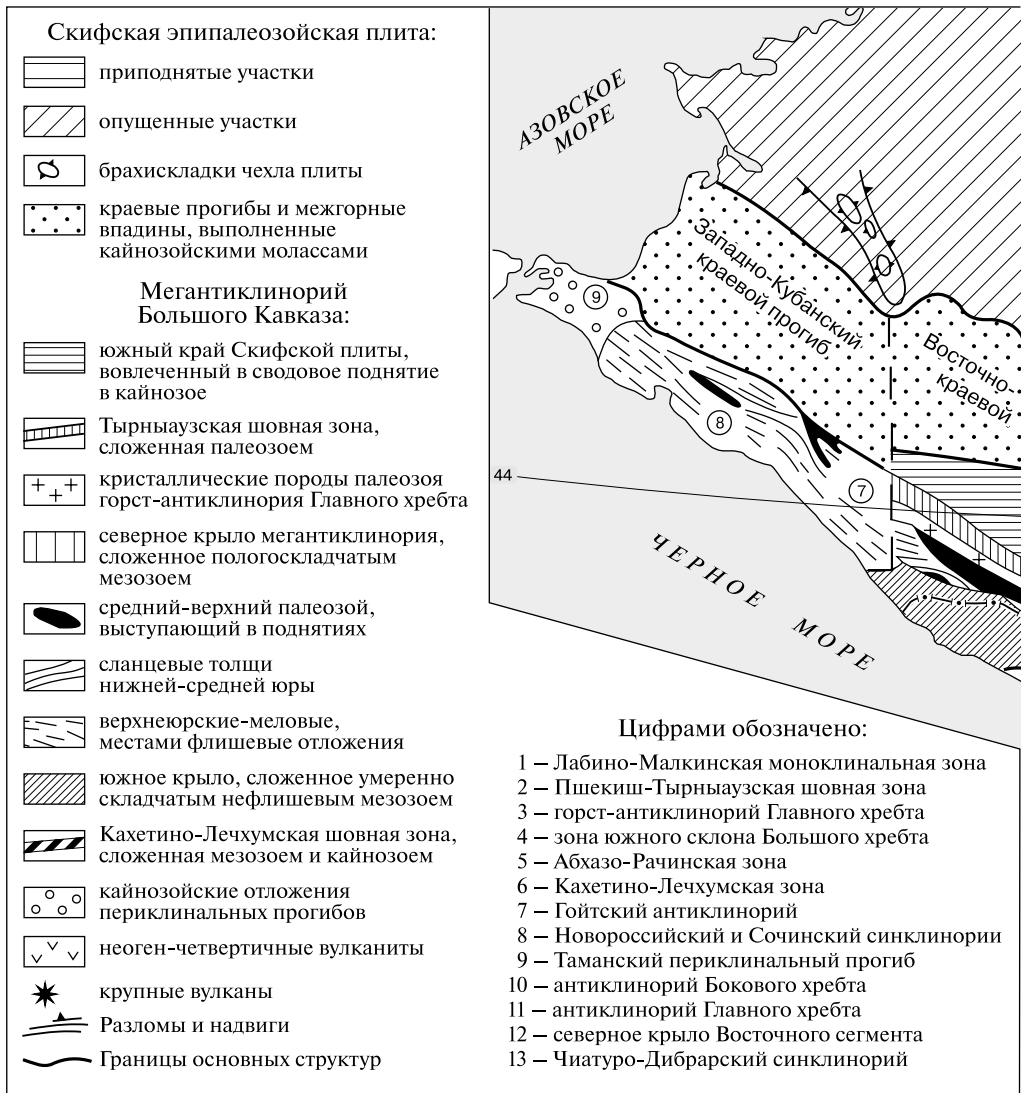 Скифская эпипалеозойская плита:
приподнятые участки
опущенные участки
брахискладки чехла плиты
краевые прогибы и межгорные
впадины, выполненные
кайнозойскими молассами
Мегантиклинорий
Большого Кавказа:
южный край Скифской плиты,
вовлеченный в сводовое поднятие
в кайнозое
Тырныаузская шовная зона,
сложенная палеозоем
кристаллические породы палеозоя
горст-антиклинория Главного хребта
северное крыло мегантиклинория,
сложенное пологоскладчатым
мезозоем
средний-верхний палеозой,
выступающий в поднятиях
сланцевые толщи
нижней-средней юры
верхнеюрские-меловые,
местами флишевые отложения
южное крыло, сложенное умеренно
складчатым нефлишевым мезозоем
Кахетино-Лечхумская шовная зона,
сложенная мезозоем и кайнозоем
кайнозойские отложения
периклинальных прогибов
неоген-четвертичные вулканиты
крупные вулканы
Разломы и надвиги
Границы основных структур
АЗОВСКОЕ
МОРЕ
Западно-Кубанский
краевой прогиб
Восточно-
краевой
9
8
7
44
ЧЕРНОЕ
МОРЕ
Цифрами обозначено:
1 – Лабино-Малкинская моноклинальная зона
2 – Пшекиш-Тырныаузская шовная зона
3 – горст-антиклинорий Главного хребта
4 – зона южного склона Большого хребта
5 – Абхазо-Рачинская зона
6 – Кахетино-Лечхумская зона
7 – Гойтский антиклинорий
8 – Новороссийский и Сочинский синклинории
9 – Таманский периклинальный прогиб
10 – антиклинорий Бокового хребта
11 – антиклинорий Главного хребта
12 – северное крыло Восточного сегмента
13 – Чиатуро-Дибрарский синклинорий